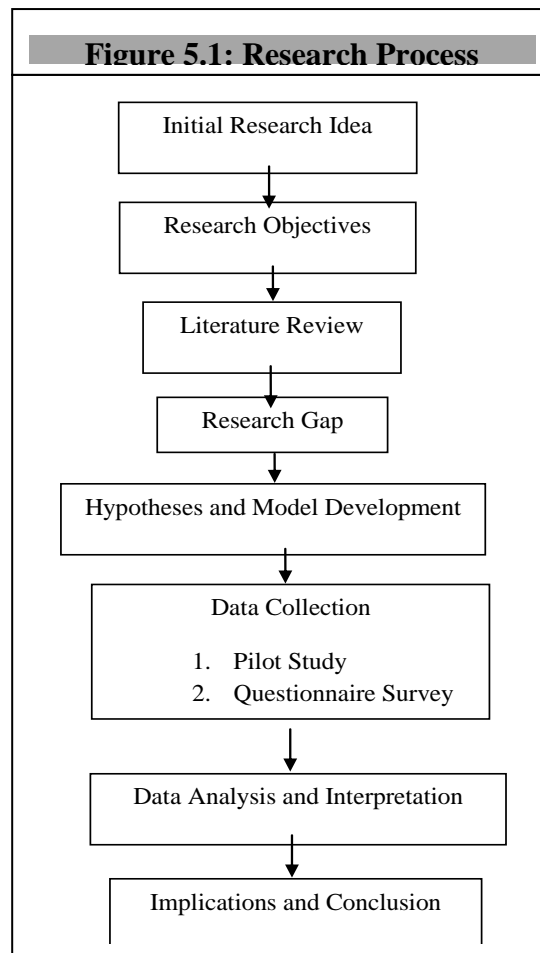 Figure 5.1: Research Process
Initial Research Idea
Research Objectives
Literature Review
Research Gap
Hypotheses and Model Development
Data Collection
1. Pilot Study
2. Questionnaire Survey
Data Analysis and Interpretation
Implications and Conclusion